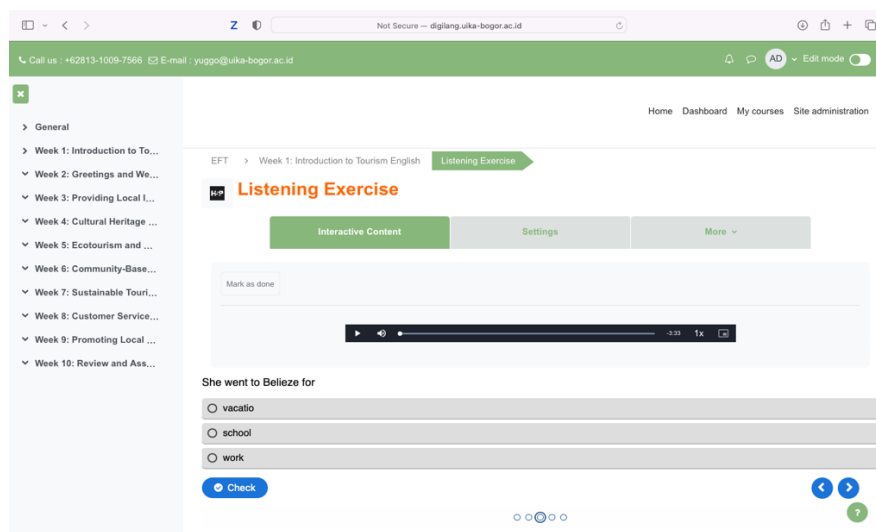 Not Secure — digilang.uika-bogor.ac.id
Call us : +62813-1009-7566 E-mail : yuggo@uika-bogor.ac.id
AD Edit mode
Home Dashboard My courses Site administration
General
Week 1: Introduction to To...
Week 2: Greetings and We...
Week 3: Providing Local I...
Week 4: Cultural Heritage ...
Week 5: Ecotourism and ...
Week 6: Community-Base...
Week 7: Sustainable Touri...
Week 8: Customer Service...
Week 9: Promoting Local ...
Week 10: Review and Ass...
EFT > Week 1: Introduction to Tourism English Listening Exercise
H5P Listening Exercise
Interactive Content Settings More
Mark as done
-3:33 1x
She went to Belieze for
vacatio
school
work
Check
?